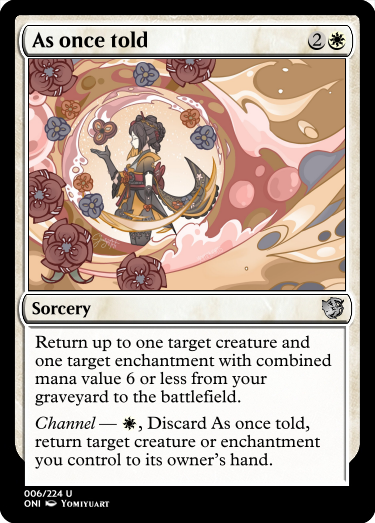 As once told
2
Sorcery
Return up to one target creature and
one target enchantment with combined
mana value 6 or less from your
graveyard to the battlefield.
Channel — , Discard As once told,
return target creature or enchantment
you control to its owner's hand.
006/224 U
ONI Yomiyuart